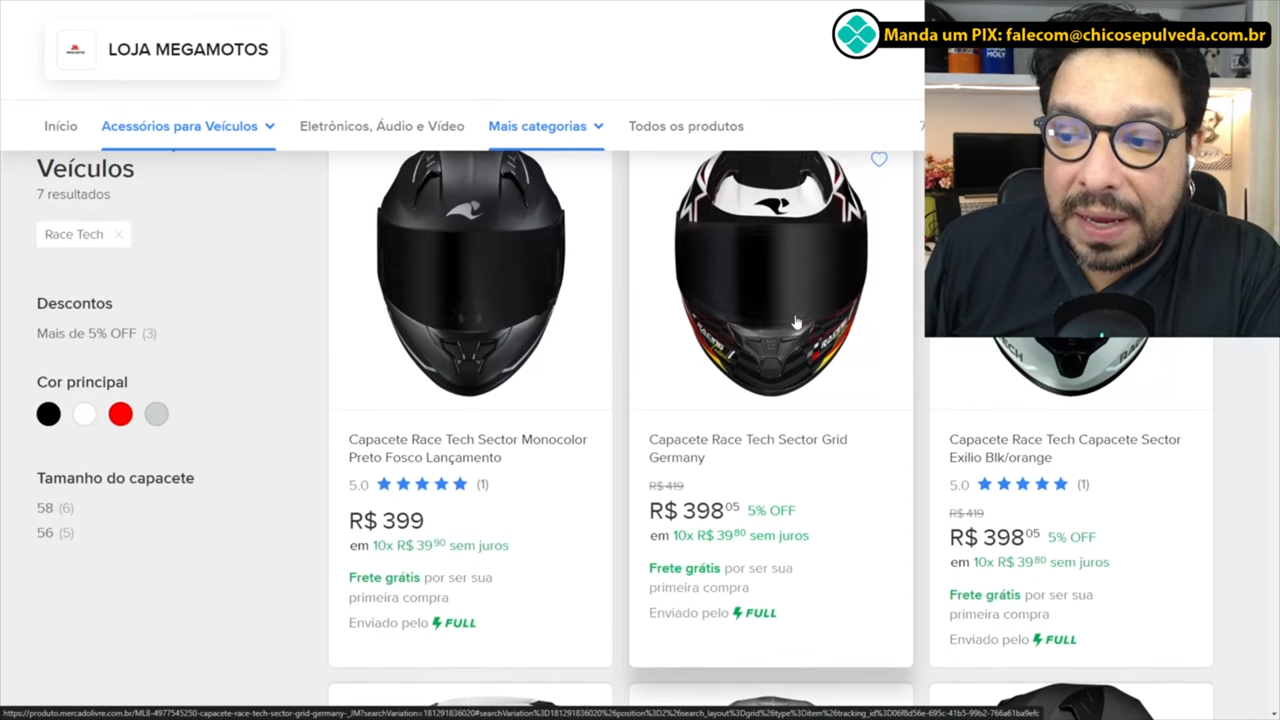 LOJA MEGAMOTOS
Manda um PIX: falecom@chicosepulveda.com.br
Início
Acessórios para Veículos
Eletrônicos, Áudio e Vídeo
Mais categorias
Todos os produtos
7
Veículos
7 resultados
Race Tech
Descontos
Mais de 5% OFF (3)
Cor principal
Tamanho do capacete
58 (6)
56 (5)
Capacete Race Tech Sector Monocolor
Preto Fosco Lançamento
5.0 (1)
R$ 399
em 10x R$ 39 90 sem juros
Frete grátis por ser sua
primeira compra
Enviado pelo FULL
RACING
Capacete Race Tech Sector Grid
Germany
R$ 419
R$ 398 05 5% OFF
em 10x R$ 39 80 sem juros
Frete grátis por ser sua
primeira compra
Enviado pelo FULL
Capacete Race Tech Capacete Sector
Exilio Blk/orange
5.0 (1)
R$ 419
R$ 398 05 5% OFF
em 10x R$ 39 80 sem juros
Frete grátis por ser sua
primeira compra
Enviado pelo FULL